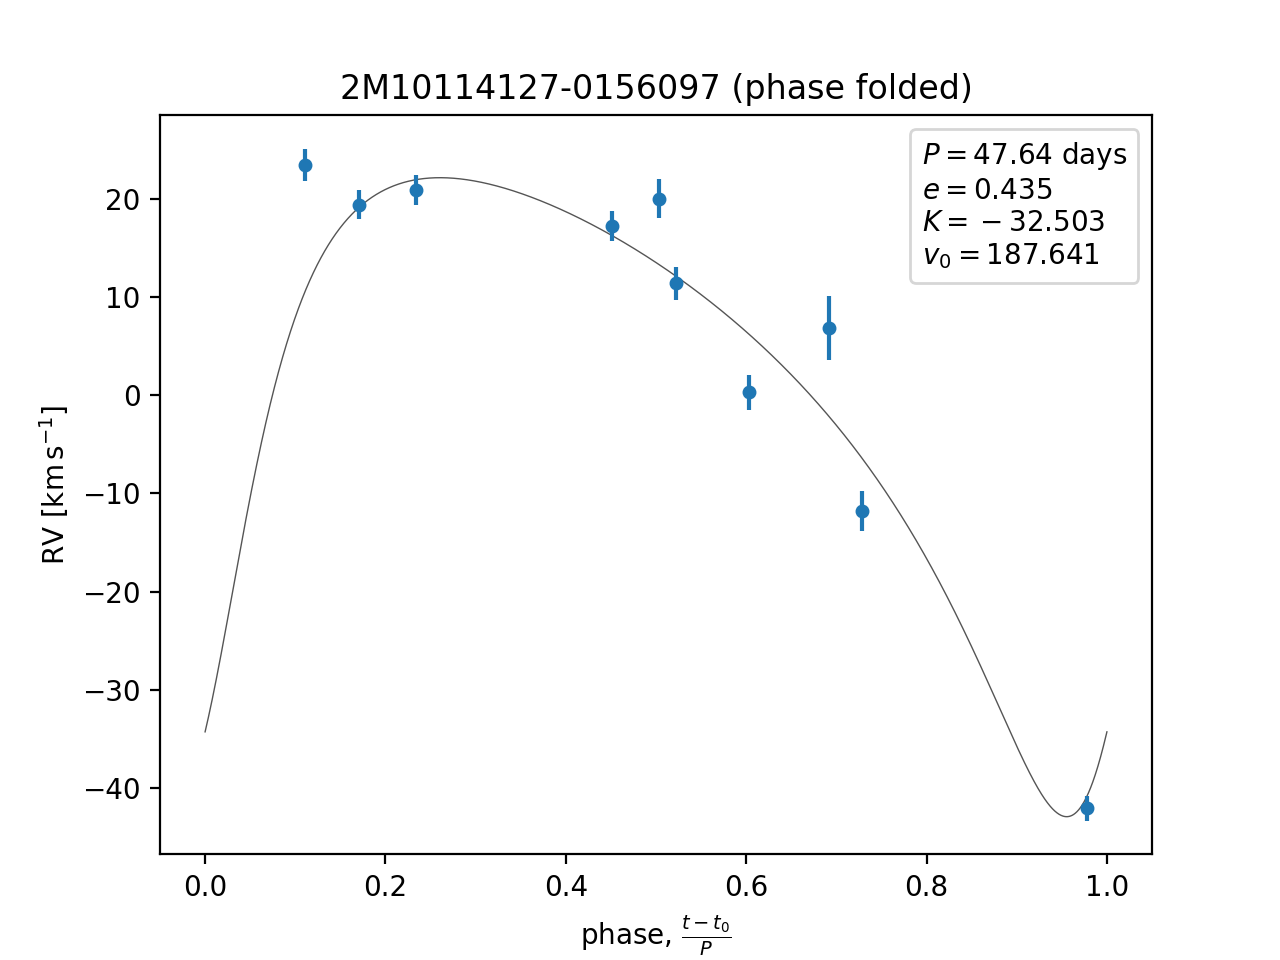 2M10114127-0156097 (phase folded)
P = 47.64 days
e = 0.435
K = −32.503
v₀ = 187.641
RV [km s⁻¹]
20
10
0
−10
−20
−30
−40
0.0 0.2 0.4 0.6 0.8 1.0
phase, (t − t₀)/P